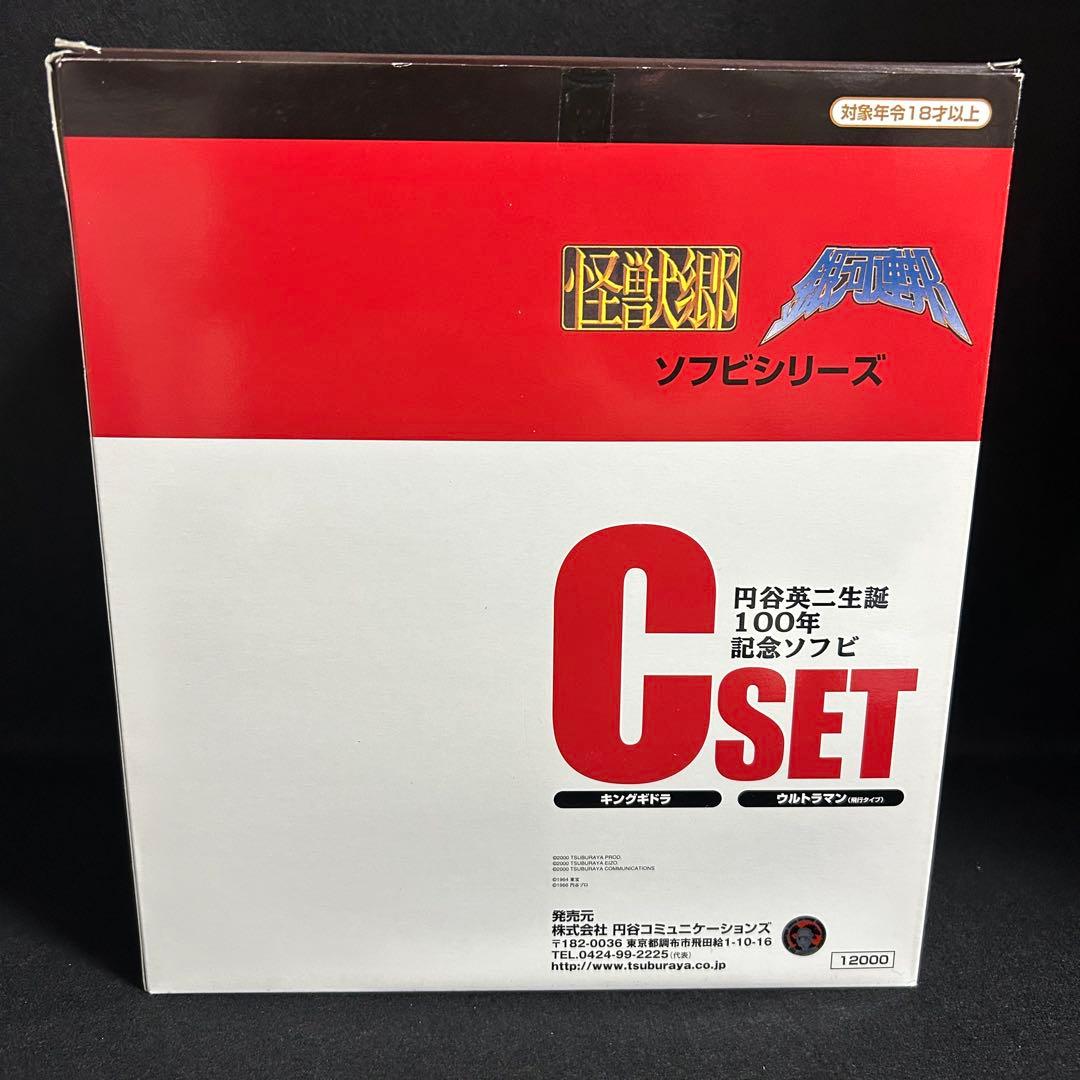 対象年令18才以上
怪獣郷
銀河連邦
ソフビシリーズ
円谷英二生誕
100年
記念ソフビ
CSET
キングギドラ
ウルトラマン(飛行タイプ)
©2000 TSUBURAYA PROD.
©2000 TSUBURAYA EIZO.
©2000 TSUBURAYA COMMUNICATIONS
©1964 東宝
©1966 円谷プロ
発売元
株式会社 円谷コミュニケーションズ
〒182-0036 東京都調布市飛田給1-10-16
TEL.0424-99-2225(代表)
http://www.tsuburaya.co.jp
12000